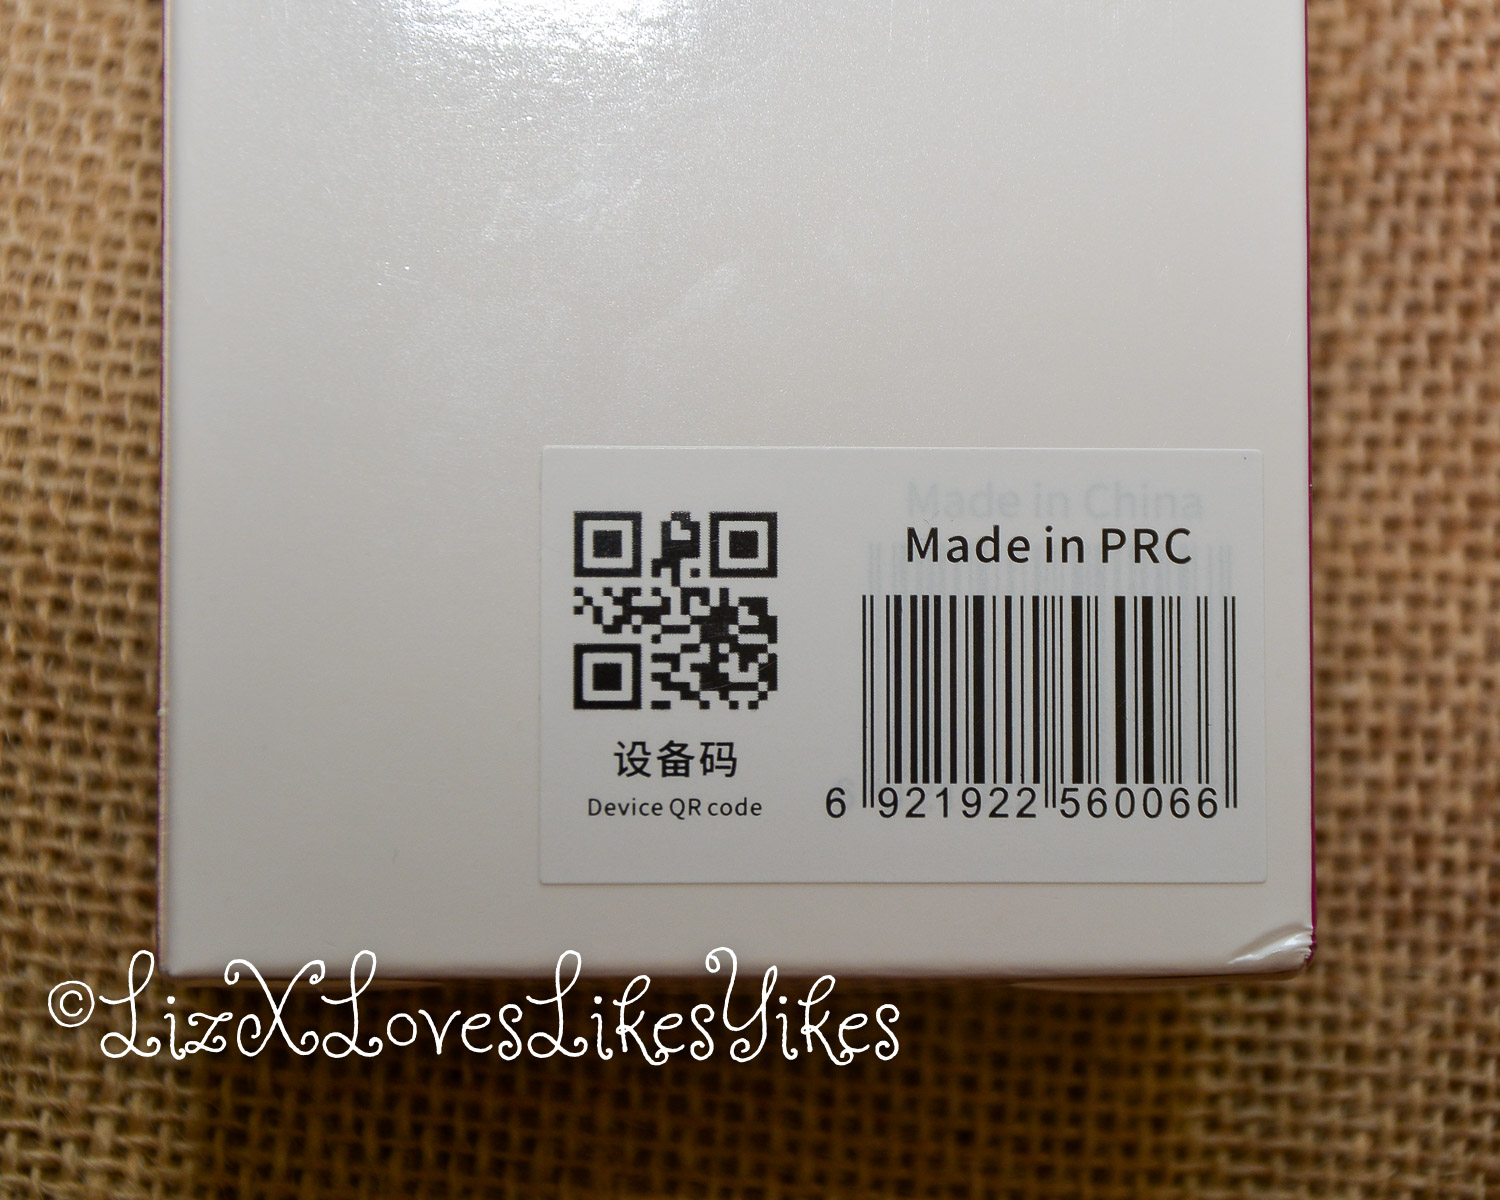 Made in China
Made in PRC
设备码
Device QR code
6 921922 560066
©LizXLovesLikesYikes